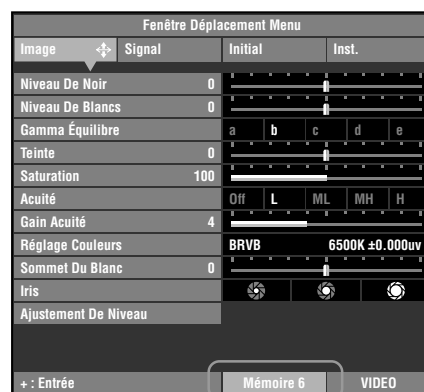 Fenêtre Déplacement Menu
Image Signal Initial Inst.
Niveau De Noir 0
Niveau De Blancs 0
Gamma Équilibre a b c d e
Teinte 0
Saturation 100
Acuité Off L ML MH H
Gain Acuité 4
Réglage Couleurs BRVB 6500K ±0.000uv
Sommet Du Blanc 0
Iris
Ajustement De Niveau
+ : Entrée Mémoire 6 VIDEO